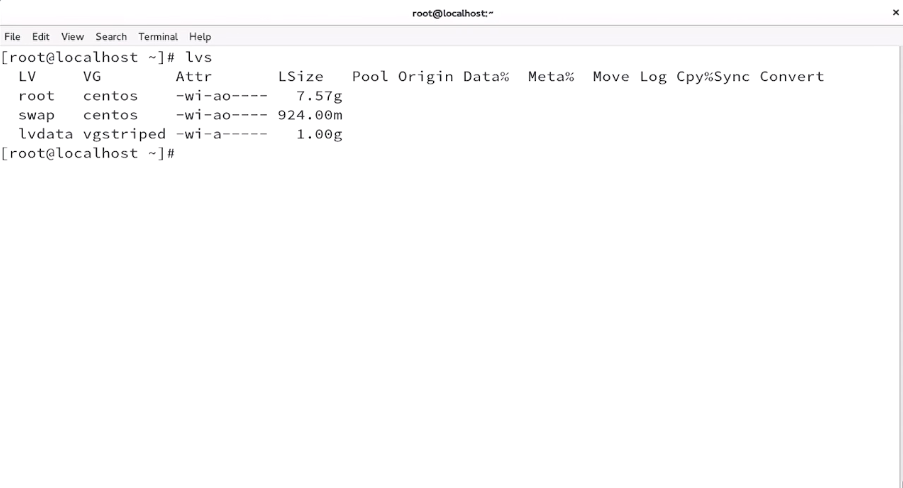 root@localhost:~ ×
File Edit View Search Terminal Help
[root@localhost ~]# lvs
  LV     VG        Attr       LSize   Pool Origin Data%  Meta%  Move Log Cpy%Sync Convert
  root   centos    -wi-ao----   7.57g
  swap   centos    -wi-ao---- 924.00m
  lvdata vgstriped -wi-a-----   1.00g
[root@localhost ~]#